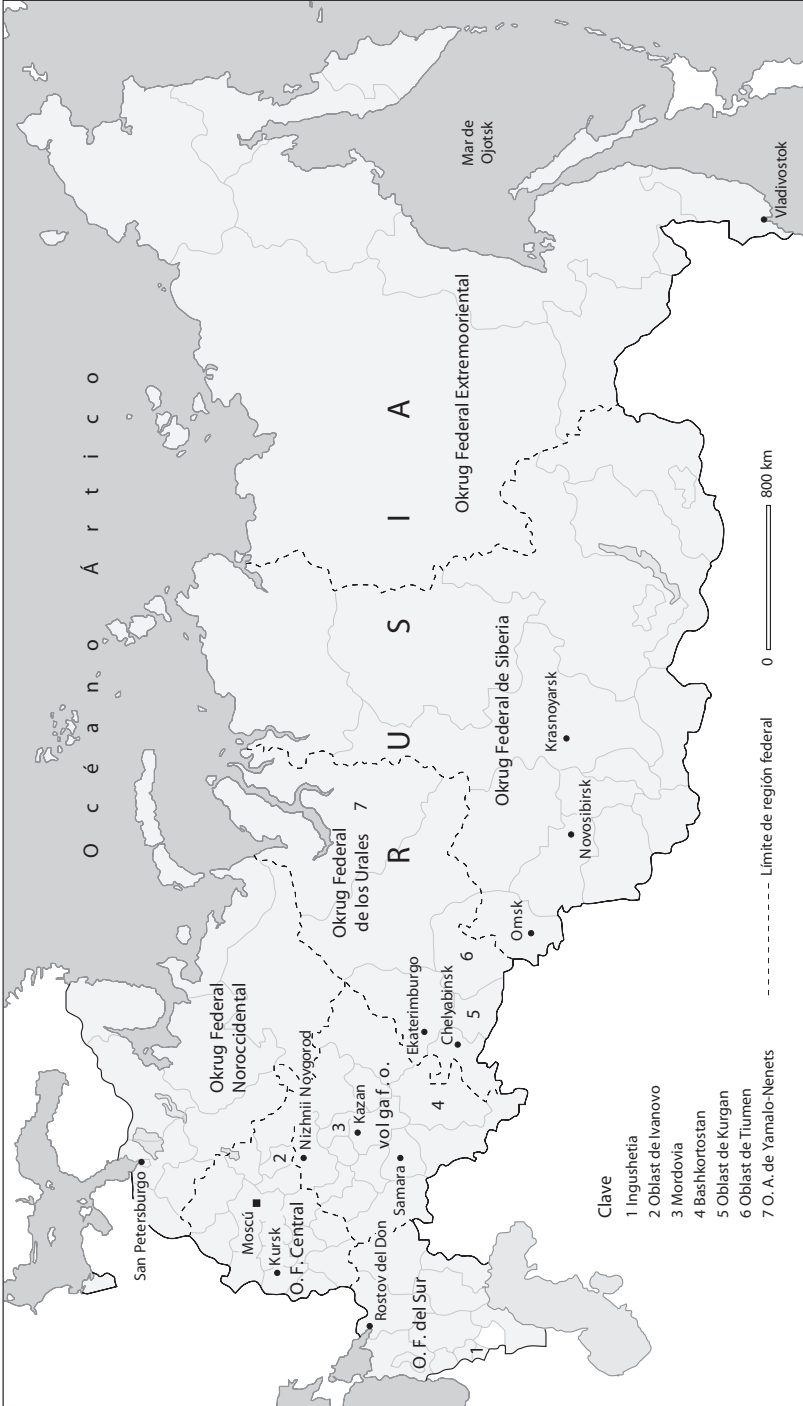 Océano Ártico
Mar de
Ojotsk
San Petersburgo
Okrug Federal
Noroccidental
Okrug Federal
de los Urales
7
RUSIA
Okrug Federal Extremooriental
Moscú
Kursk
O. F. Central
2
Nizhnii Novgorod
3
Kazan
volga f. o.
Samara
4
Rostov del Don
O. F. del Sur
1
Ekaterimburgo
Chelyabinsk
5
6
Omsk
Okrug Federal de Siberia
Krasnoyarsk
Novosibirsk
Vladivostok
Clave
1 Ingushetia
2 Oblast de Ivanovo
3 Mordovia
4 Bashkortostan
5 Oblast de Kurgan
6 Oblast de Tiumen
7 O. A. de Yamalo-Nenets
Límite de región federal
0 800 km